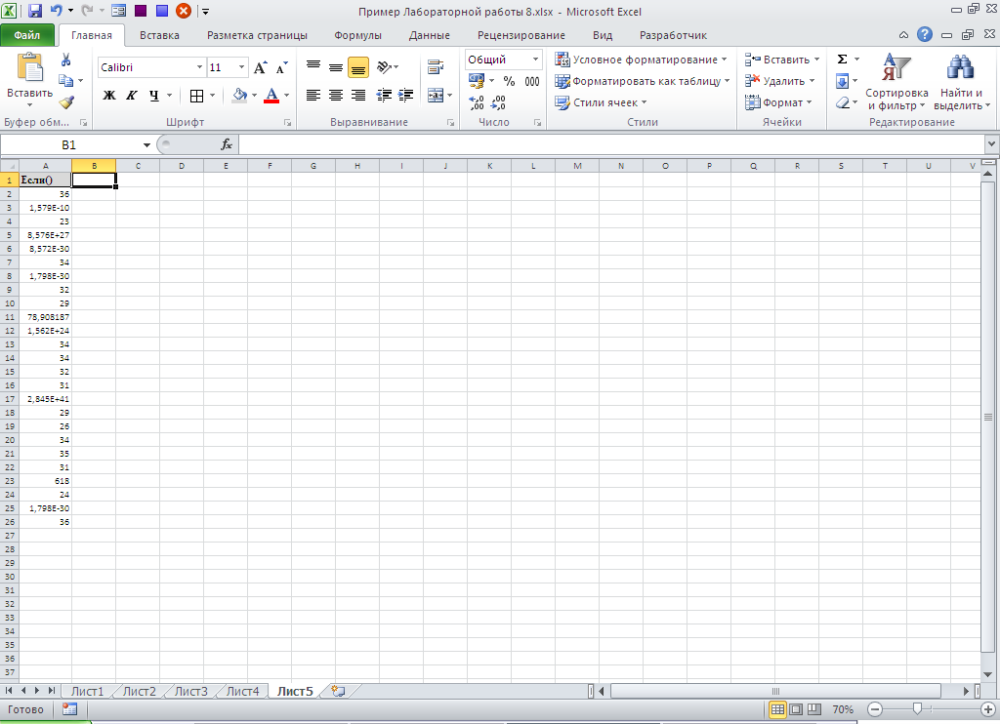 Пример Лабораторной работы 8.xlsx - Microsoft Excel
Файл Главная Вставка Разметка страницы Формулы Данные Рецензирование Вид Разработчик
Вставить
Calibri 11
Ж К Ч
Общий
% 000
Условное форматирование
Форматировать как таблицу
Стили ячеек
Вставить
Удалить
Формат
Σ
Сортировка и фильтр
Найти и выделить
Буфер обм... Шрифт Выравнивание Число Стили Ячейки Редактирование
B1 fx
A B C D E F G H I J K L M N O P Q R S T U V
1 Если()
2 36
3 1,579E-10
4 23
5 8,576E+27
6 8,572E-30
7 34
8 1,798E-30
9 32
10 29
11 78,908187
12 1,562E+24
13 34
14 34
15 32
16 31
17 2,845E+41
18 29
19 26
20 34
21 35
22 31
23 618
24 24
25 1,798E-30
26 36
27
28
29
30
31
32
33
34
35
36
37
Лист1 Лист2 Лист3 Лист4 Лист5
Готово 70%